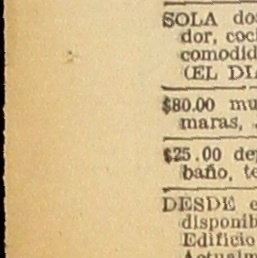 SOLA do
dor, coc
comodid
(EL DI
$80.00 mu
maras,
$25.00 de
baño, te
DESDE e
disponib
Edificio
Actualm